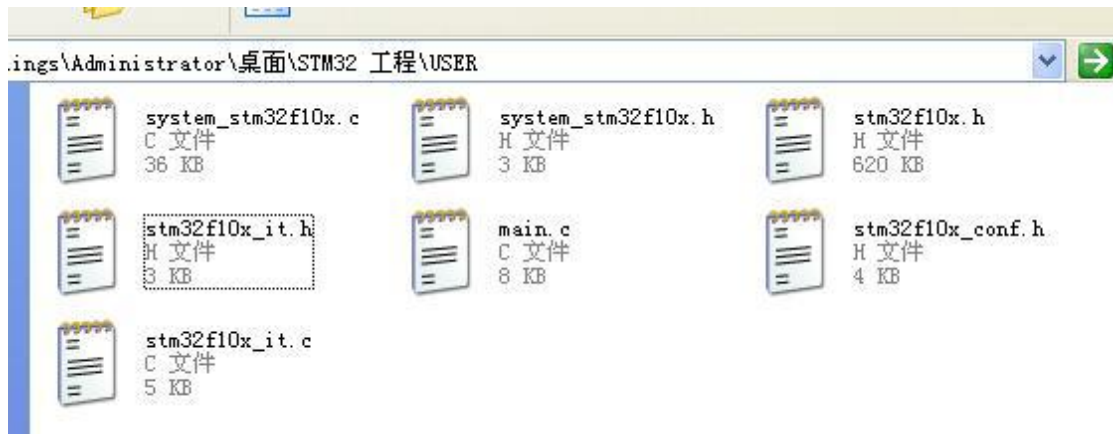 ings\Administrator\桌面\STM32 工程\USER
system_stm32f10x.c
C 文件
36 KB
system_stm32f10x.h
H 文件
3 KB
stm32f10x.h
H 文件
620 KB
stm32f10x_it.h
H 文件
3 KB
main.c
C 文件
8 KB
stm32f10x_conf.h
H 文件
4 KB
stm32f10x_it.c
C 文件
5 KB